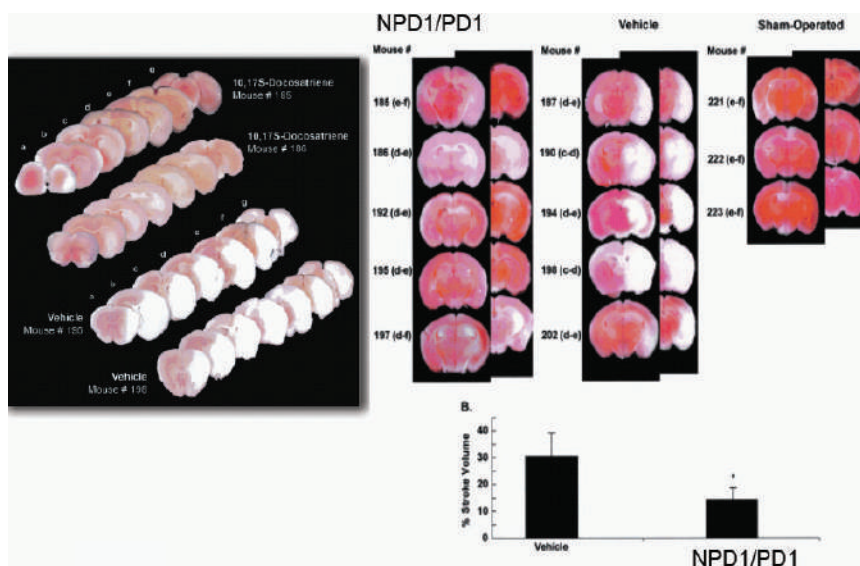 NPD1/PD1
Vehicle
Sham-Operated
Mouse #
Mouse #
Mouse #
a
b
c
d
e
f
g
10,17S-Docosatriene
Mouse # 185
10,17S-Docosatriene
Mouse # 186
a
b
c
d
e
f
g
Vehicle
Mouse # 190
Vehicle
Mouse # 198
185 (e-f)
186 (d-e)
192 (d-e)
195 (d-e)
197 (d-f)
187 (d-e)
190 (c-d)
194 (d-e)
198 (c-d)
202 (d-e)
221 (e-f)
222 (e-f)
223 (e-f)
B.
% Stroke Volume
40
30
20
10
0
Vehicle
*
NPD1/PD1